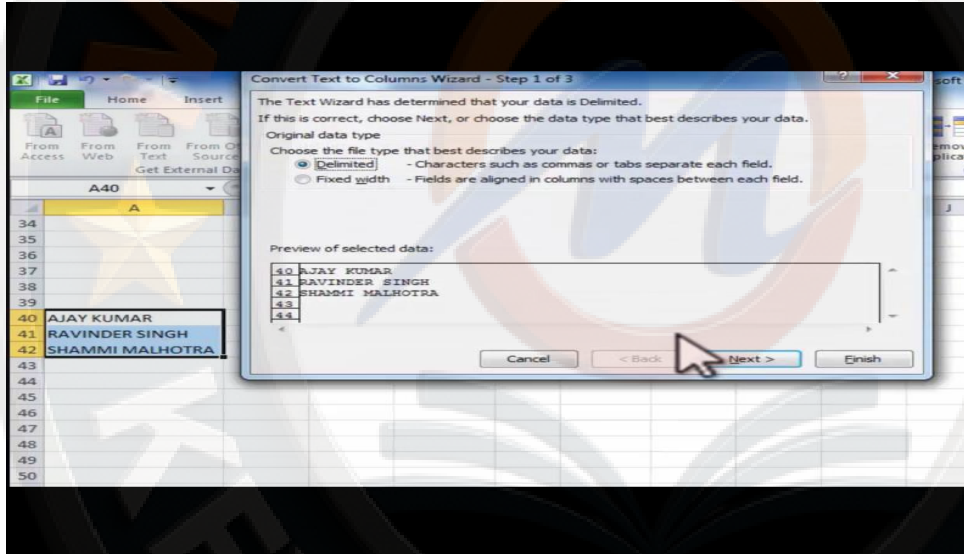 Convert Text to Columns Wizard - Step 1 of 3
soft
File Home Insert
The Text Wizard has determined that your data is Delimited.
If this is correct, choose Next, or choose the data type that best describes your data.
Original data type
Choose the file type that best describes your data:
Delimited - Characters such as commas or tabs separate each field.
Fixed width - Fields are aligned in columns with spaces between each field.
From Access
From Web
From Text
From O
Source
Get External Da
emov
plica
A40
A
J
Preview of selected data:
40 AJAY KUMAR
41 RAVINDER SINGH
42 SHAMMI MALHOTRA
43
44
Cancel < Back Next > Finish
34
35
36
37
38
39
40 AJAY KUMAR
41 RAVINDER SINGH
42 SHAMMI MALHOTRA
43
44
45
46
47
48
49
50